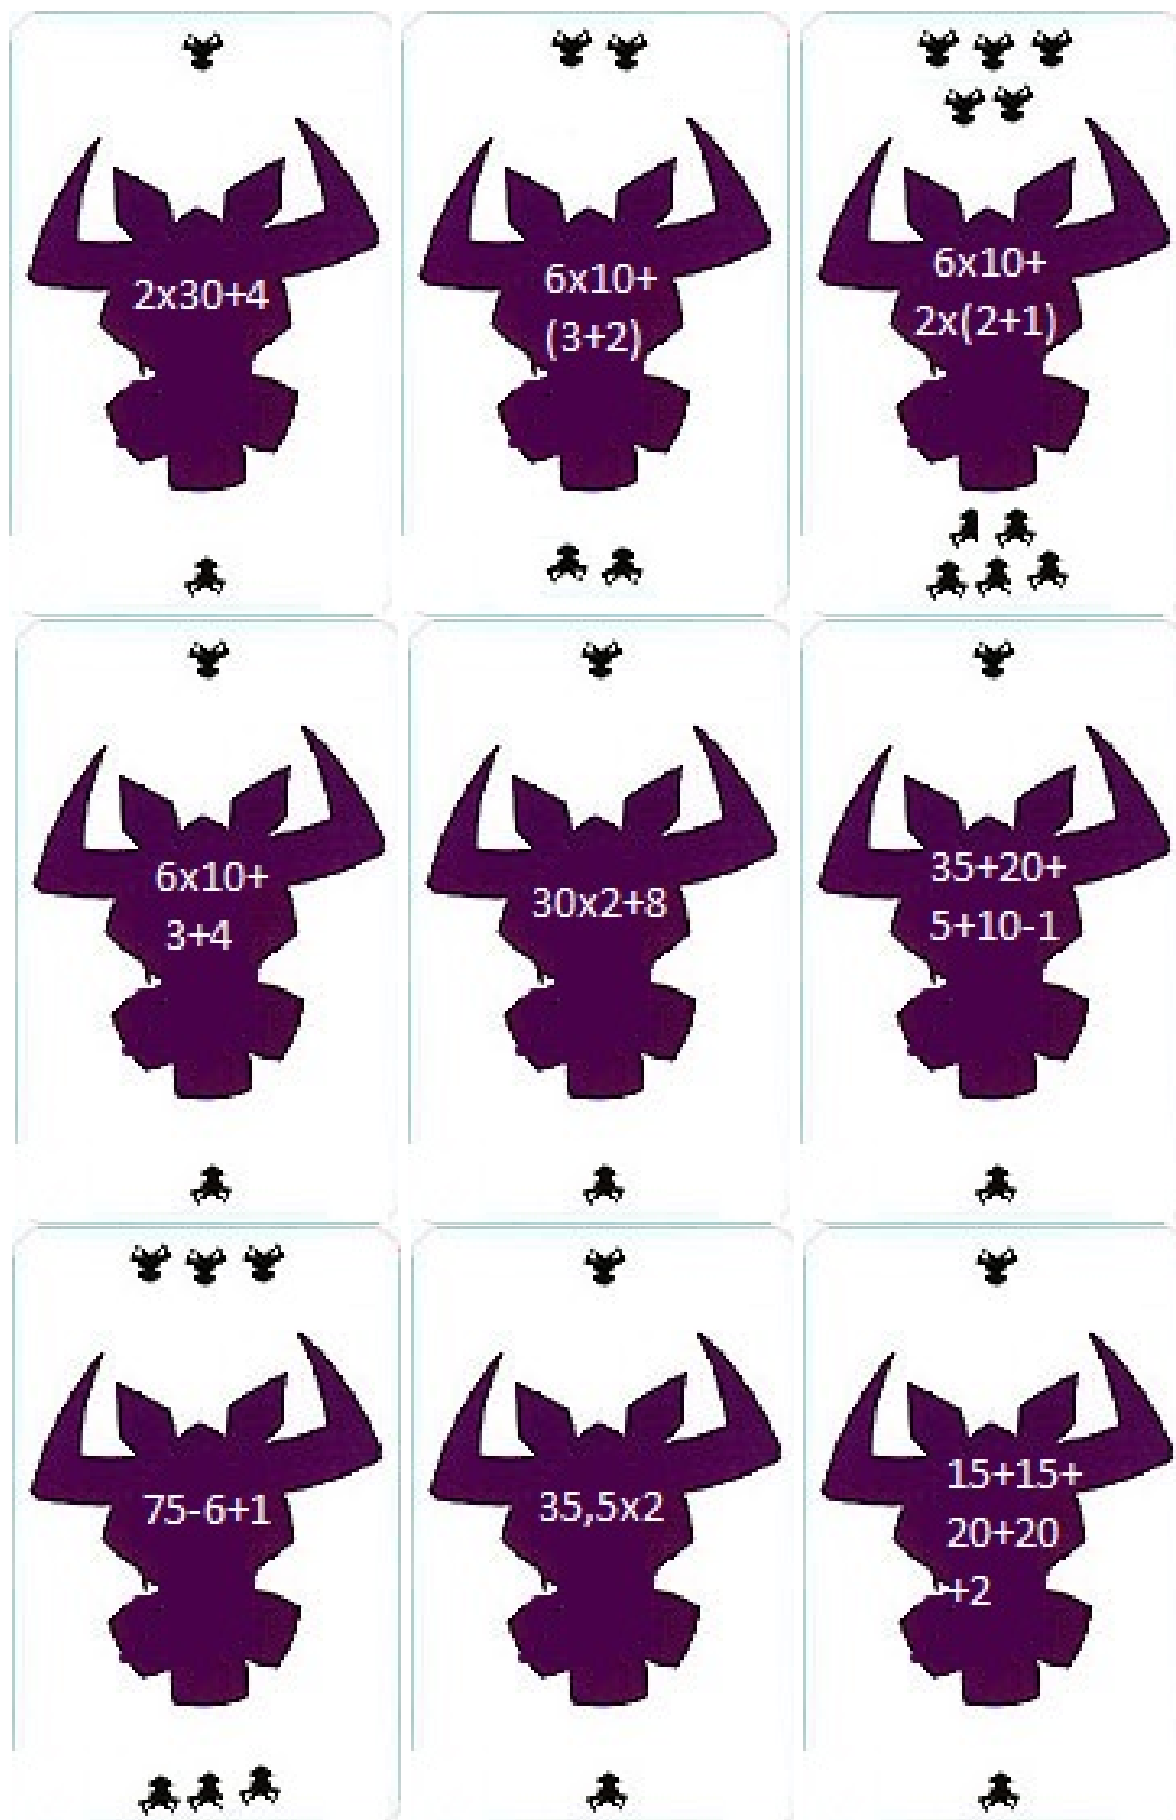 2x30+4
6x10+
(3+2)
6x10+
2x(2+1)
6x10+
3+4
30x2+8
35+20+
5+10-1
75-6+1
35,5x2
15+15+
20+20
+2